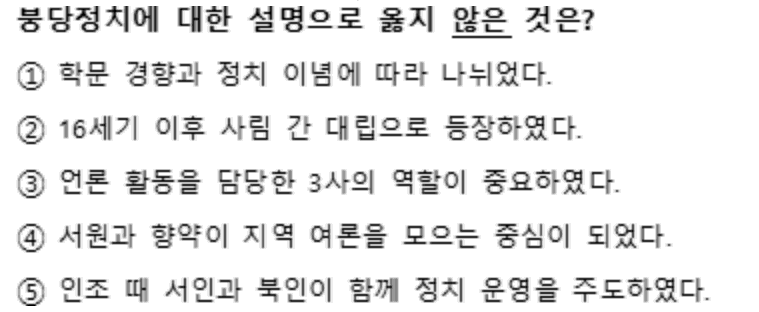 붕당정치에 대한 설명으로 옳지 않은 것은?
① 학문 경향과 정치 이념에 따라 나뉘었다.
② 16세기 이후 사림 간 대립으로 등장하였다.
③ 언론 활동을 담당한 3사의 역할이 중요하였다.
④ 서원과 향약이 지역 여론을 모으는 중심이 되었다.
⑤ 인조 때 서인과 북인이 함께 정치 운영을 주도하였다.